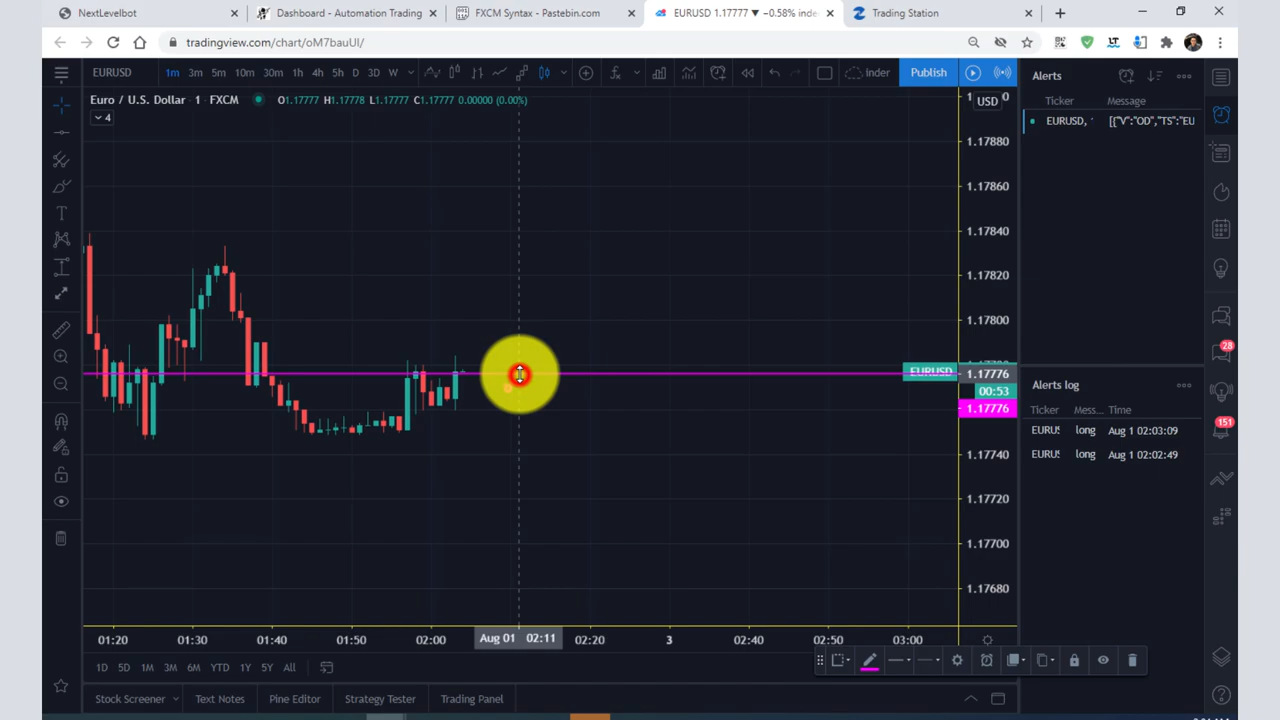 NextLevelbot
Dashboard - Automation Trading
FXCM Syntax - Pastebin.com
EURUSD 1.17777 ▼ −0.58% inde
Trading Station
tradingview.com/chart/oM7bauUI/
EURUSD
1m 3m 5m 10m 30m 1h 4h 5h D 3D W
Inder
Publish
Alerts
Euro / U.S. Dollar · 1 · FXCM
O1.17777 H1.17778 L1.17777 C1.17777 0.00000 (0.00%)
USD
Ticker Message
4
EURUSD, [{"V":"OD","TS":"EU
1.17880
1.17860
1.17840
1.17820
1.17800
EURUSD
1.17776
00:53
1.17776
1.17740
1.17720
1.17700
1.17680
28
151
Alerts log
Ticker Mess... Time
EURUS long Aug 1 02:03:09
EURUS long Aug 1 02:02:49
01:20 01:30 01:40 01:50 02:00 Aug 01 02:11 02:20 3 02:40 02:50 03:00
1D 5D 1M 3M 6M YTD 1Y 5Y All
Stock Screener Text Notes Pine Editor Strategy Tester Trading Panel